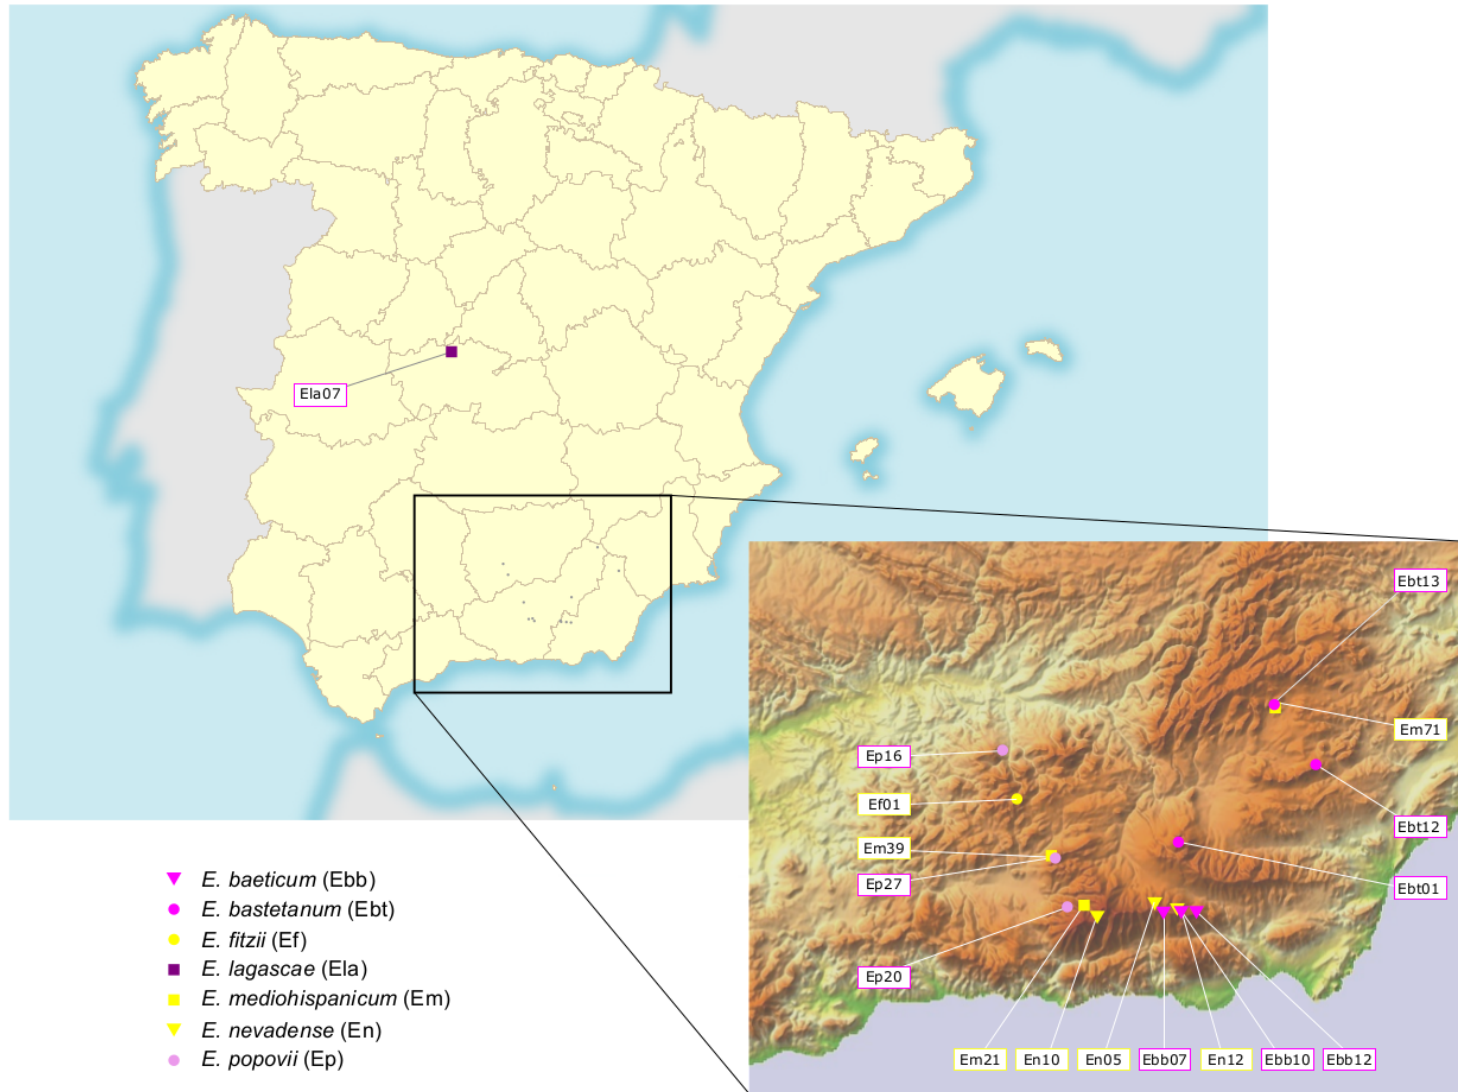 Ela07
Ebt13
Em71
Ep16
Ef01
Ebt12
Em39
Ep27
Ebt01
Ep20
Em21
En10
En05
Ebb07
En12
Ebb10
Ebb12
E. baeticum (Ebb)
E. bastetanum (Ebt)
E. fitzii (Ef)
E. lagascae (Ela)
E. mediohispanicum (Em)
E. nevadense (En)
E. popovii (Ep)